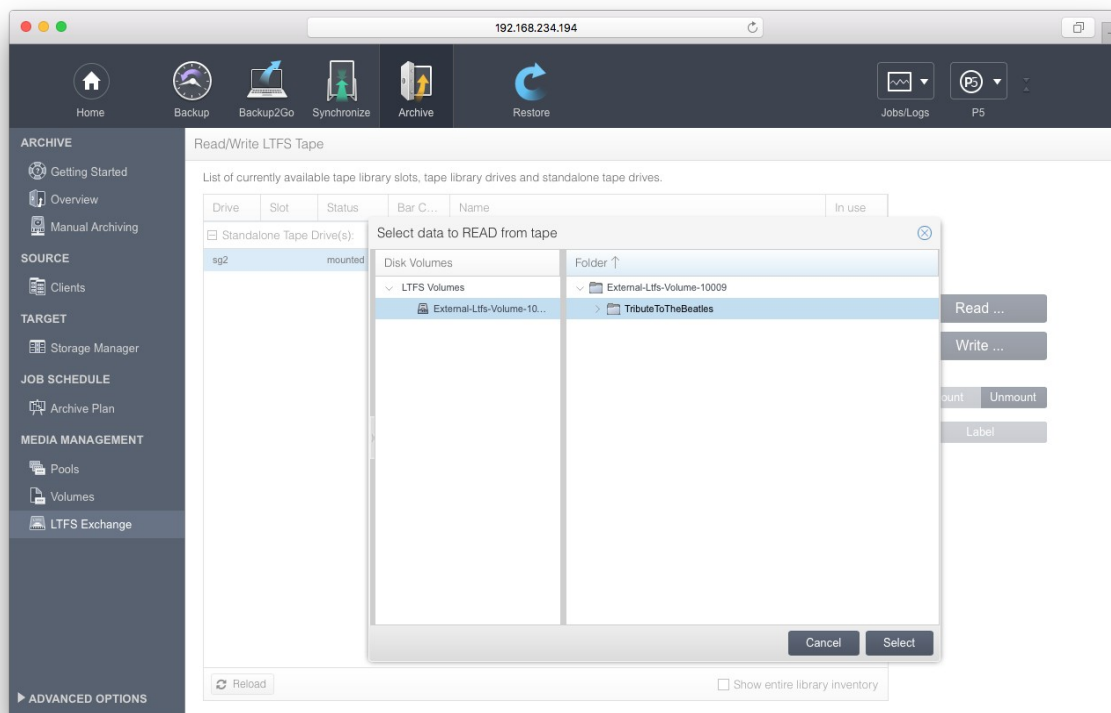 192.168.234.194
Home
Backup
Backup2Go
Synchronize
Archive
Restore
Jobs/Logs
P5
P5
ARCHIVE
Getting Started
Overview
Manual Archiving
SOURCE
Clients
TARGET
Storage Manager
JOB SCHEDULE
Archive Plan
MEDIA MANAGEMENT
Pools
Volumes
LTFS Exchange
ADVANCED OPTIONS
Read/Write LTFS Tape
List of currently available tape library slots, tape library drives and standalone tape drives.
Drive Slot Status Bar C... Name In use
Standalone Tape Drive(s):
sg2 mounted
Select data to READ from tape
Disk Volumes
LTFS Volumes
External-Ltfs-Volume-10...
Folder ↑
External-Ltfs-Volume-10009
TributeToTheBeatles
Cancel Select
Read ...
Write ...
ount Unmount
Label
Reload
Show entire library inventory